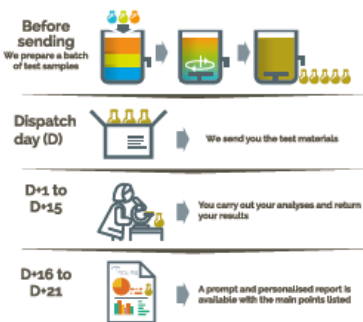 Before
sending
We prepare a batch
of test samples
Dispatch
day (D)
We send you the test materials
D+1 to
D+15
You carry out your analyses and return
your results
D+16 to
D+21
A prompt and personalised report is
available with the main points listed